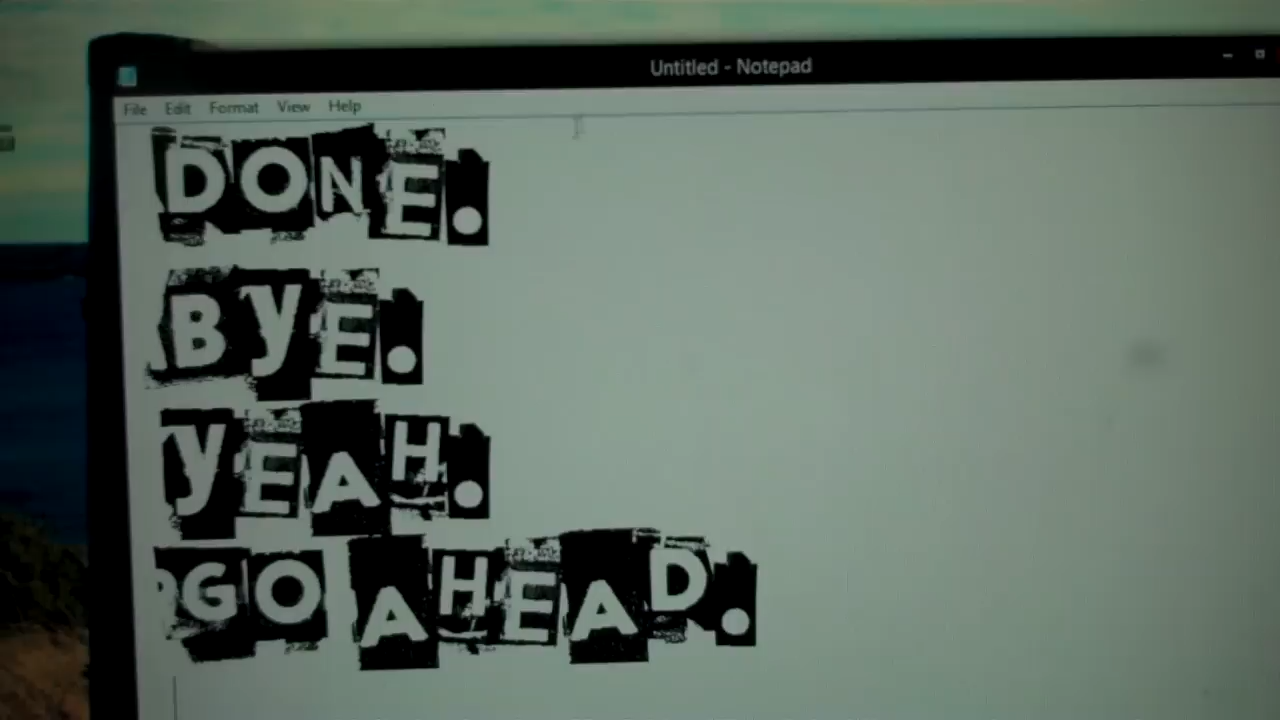 Untitled - Notepad
File Edit Format View Help
DONE.
BYE.
YEAH.
GO AHEAD.